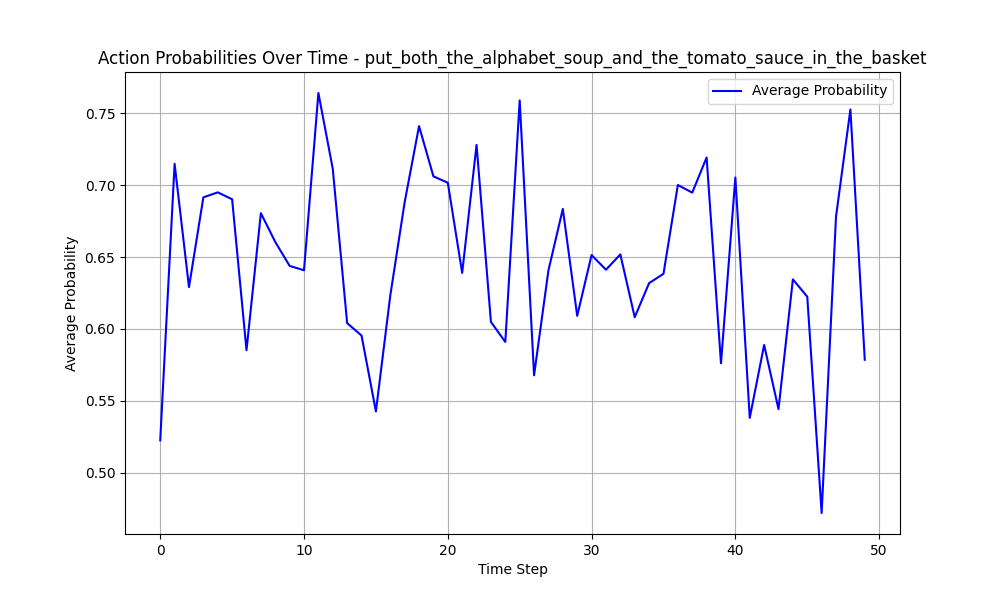 Action Probabilities Over Time - put_both_the_alphabet_soup_and_the_tomato_sauce_in_the_basket
Average Probability
0.75
0.70
0.65
0.60
0.55
0.50
Average Probability
0 10 20 30 40 50
Time Step